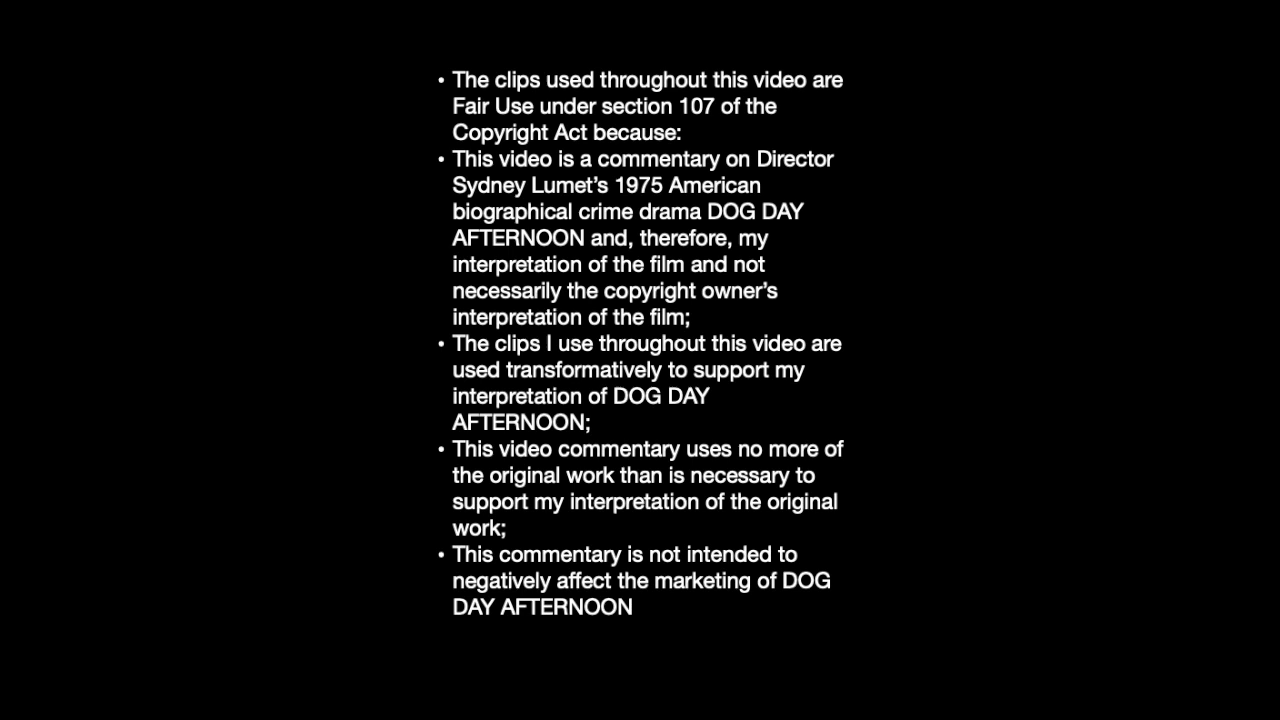 • The clips used throughout this video are
Fair Use under section 107 of the
Copyright Act because:
• This video is a commentary on Director
Sydney Lumet’s 1975 American
biographical crime drama DOG DAY
AFTERNOON and, therefore, my
interpretation of the film and not
necessarily the copyright owner’s
interpretation of the film;
• The clips I use throughout this video are
used transformatively to support my
interpretation of DOG DAY
AFTERNOON;
• This video commentary uses no more of
the original work than is necessary to
support my interpretation of the original
work;
• This commentary is not intended to
negatively affect the marketing of DOG
DAY AFTERNOON